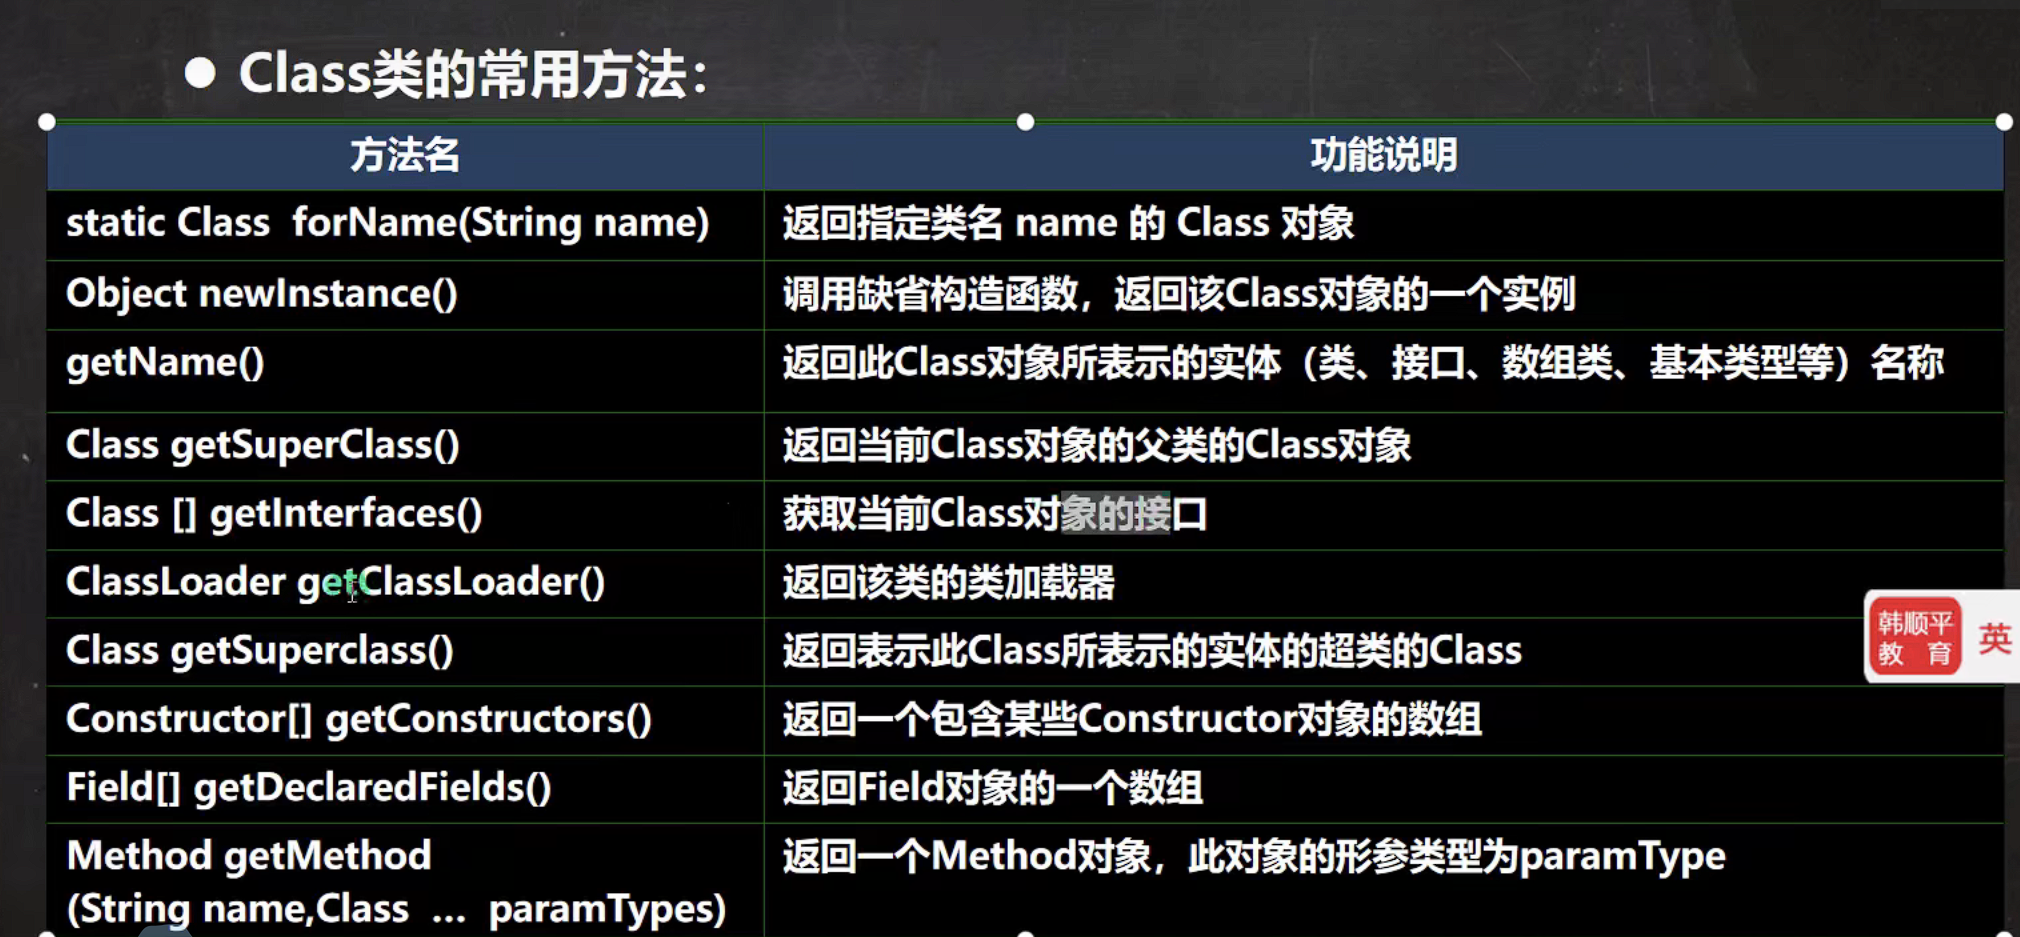 ● Class类的常用方法：
方法名 功能说明
static Class forName(String name) 返回指定类名 name 的 Class 对象
Object newInstance() 调用缺省构造函数，返回该Class对象的一个实例
getName() 返回此Class对象所表示的实体（类、接口、数组类、基本类型等）名称
Class getSuperClass() 返回当前Class对象的父类的Class对象
Class [] getInterfaces() 获取当前Class对象的接口
ClassLoader getClassLoader() 返回该类的类加载器
Class getSuperclass() 返回表示此Class所表示的实体的超类的Class
Constructor[] getConstructors() 返回一个包含某些Constructor对象的数组
Field[] getDeclaredFields() 返回Field对象的一个数组
Method getMethod 返回一个Method对象，此对象的形参类型为paramType
(String name,Class … paramTypes)
韩顺平
教 育
英